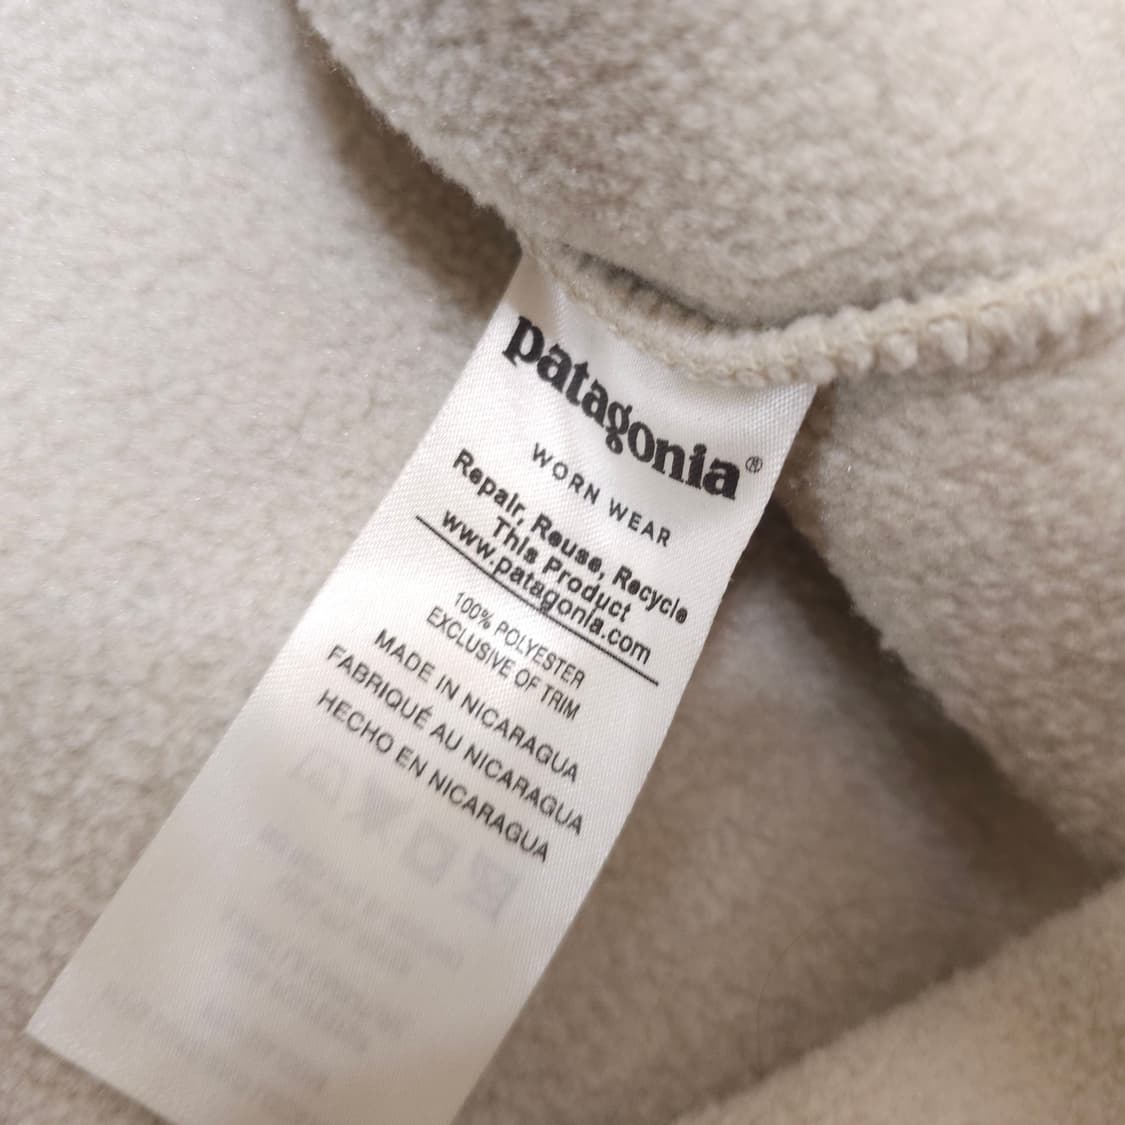 patagonia®
WORN WEAR
Repair, Reuse, Recycle
This Product
www.patagonia.com
100% POLYESTER
EXCLUSIVE OF TRIM
MADE IN NICARAGUA
FABRIQUÉ AU NICARAGUA
HECHO EN NICARAGUA